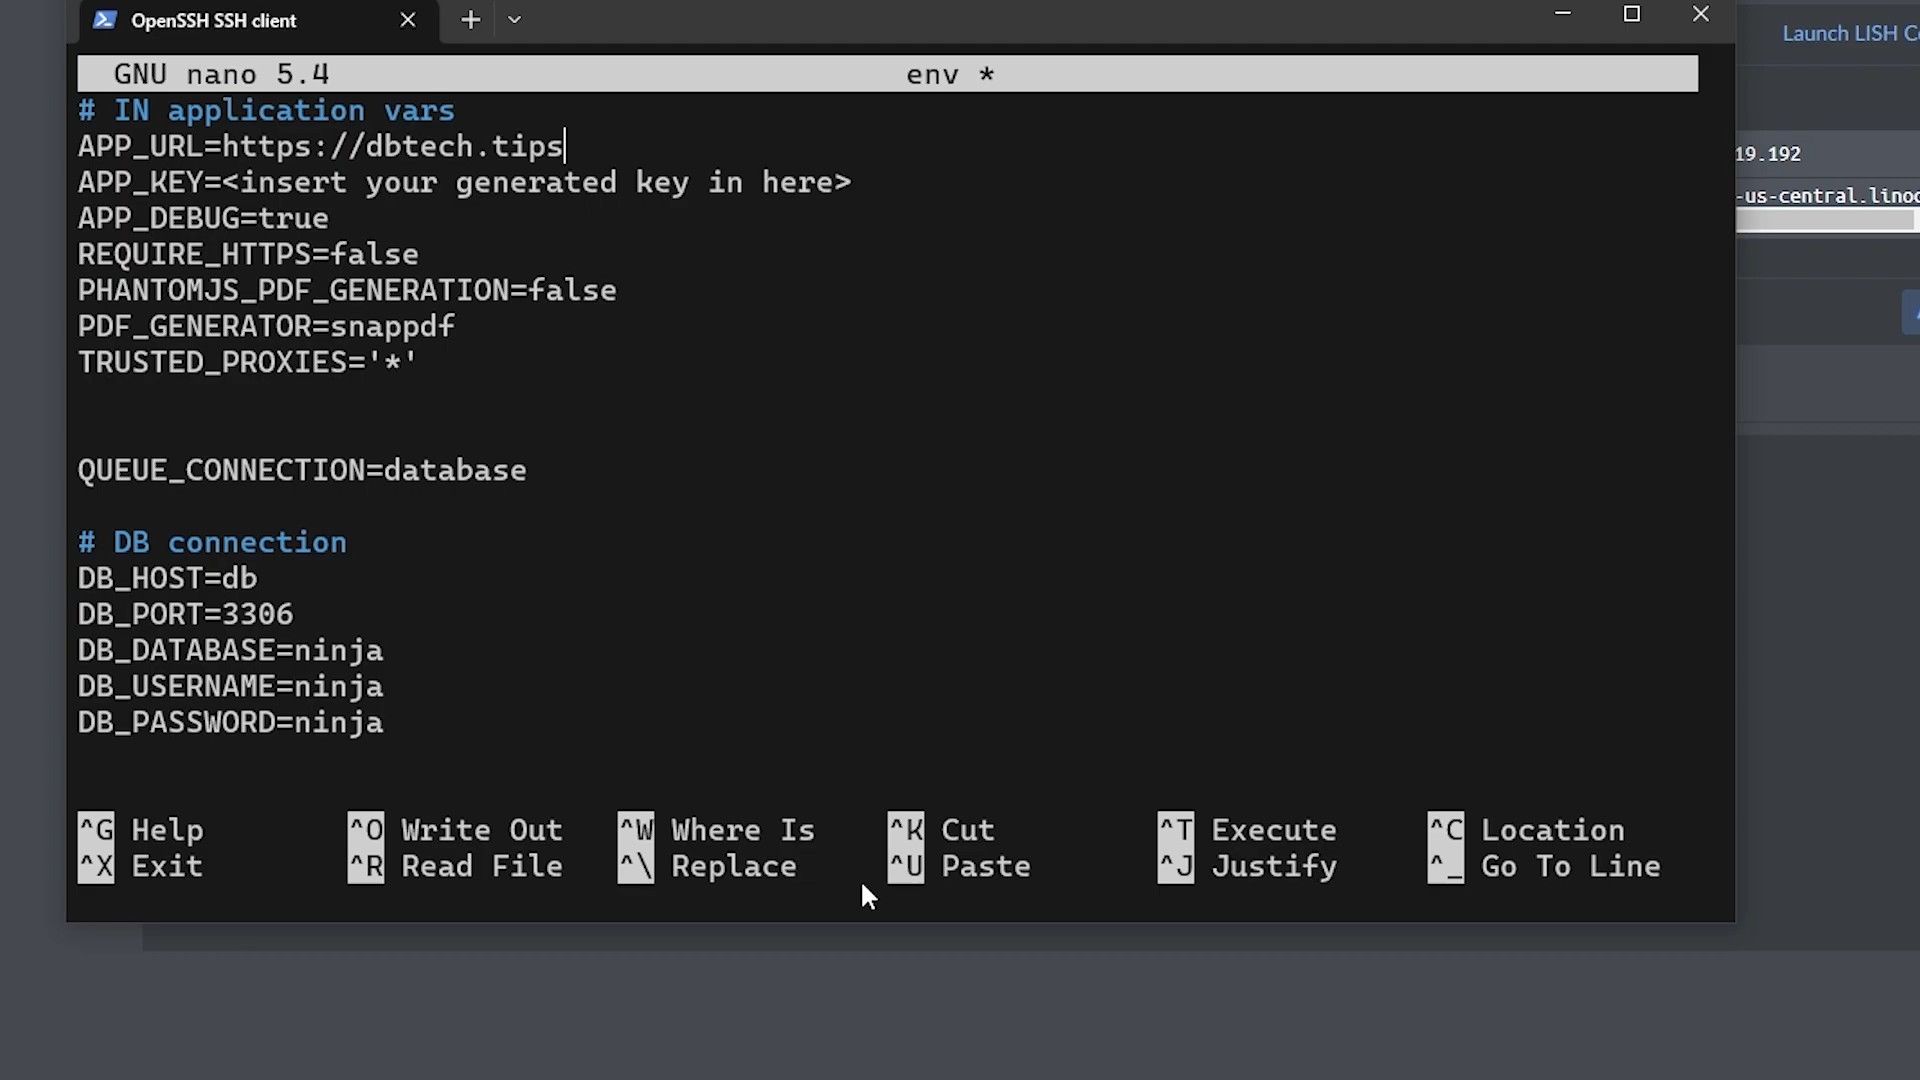 OpenSSH SSH client
Launch LISH
GNU nano 5.4 env *
# IN application vars
APP_URL=https://dbtech.tips
APP_KEY=<insert your generated key in here>
APP_DEBUG=true
REQUIRE_HTTPS=false
PHANTOMJS_PDF_GENERATION=false
PDF_GENERATOR=snappdf
TRUSTED_PROXIES='*'
QUEUE_CONNECTION=database
# DB connection
DB_HOST=db
DB_PORT=3306
DB_DATABASE=ninja
DB_USERNAME=ninja
DB_PASSWORD=ninja
^G Help ^O Write Out ^W Where Is ^K Cut ^T Execute ^C Location
^X Exit ^R Read File ^\ Replace ^U Paste ^J Justify ^_ Go To Line
19.192
-us-central.lino